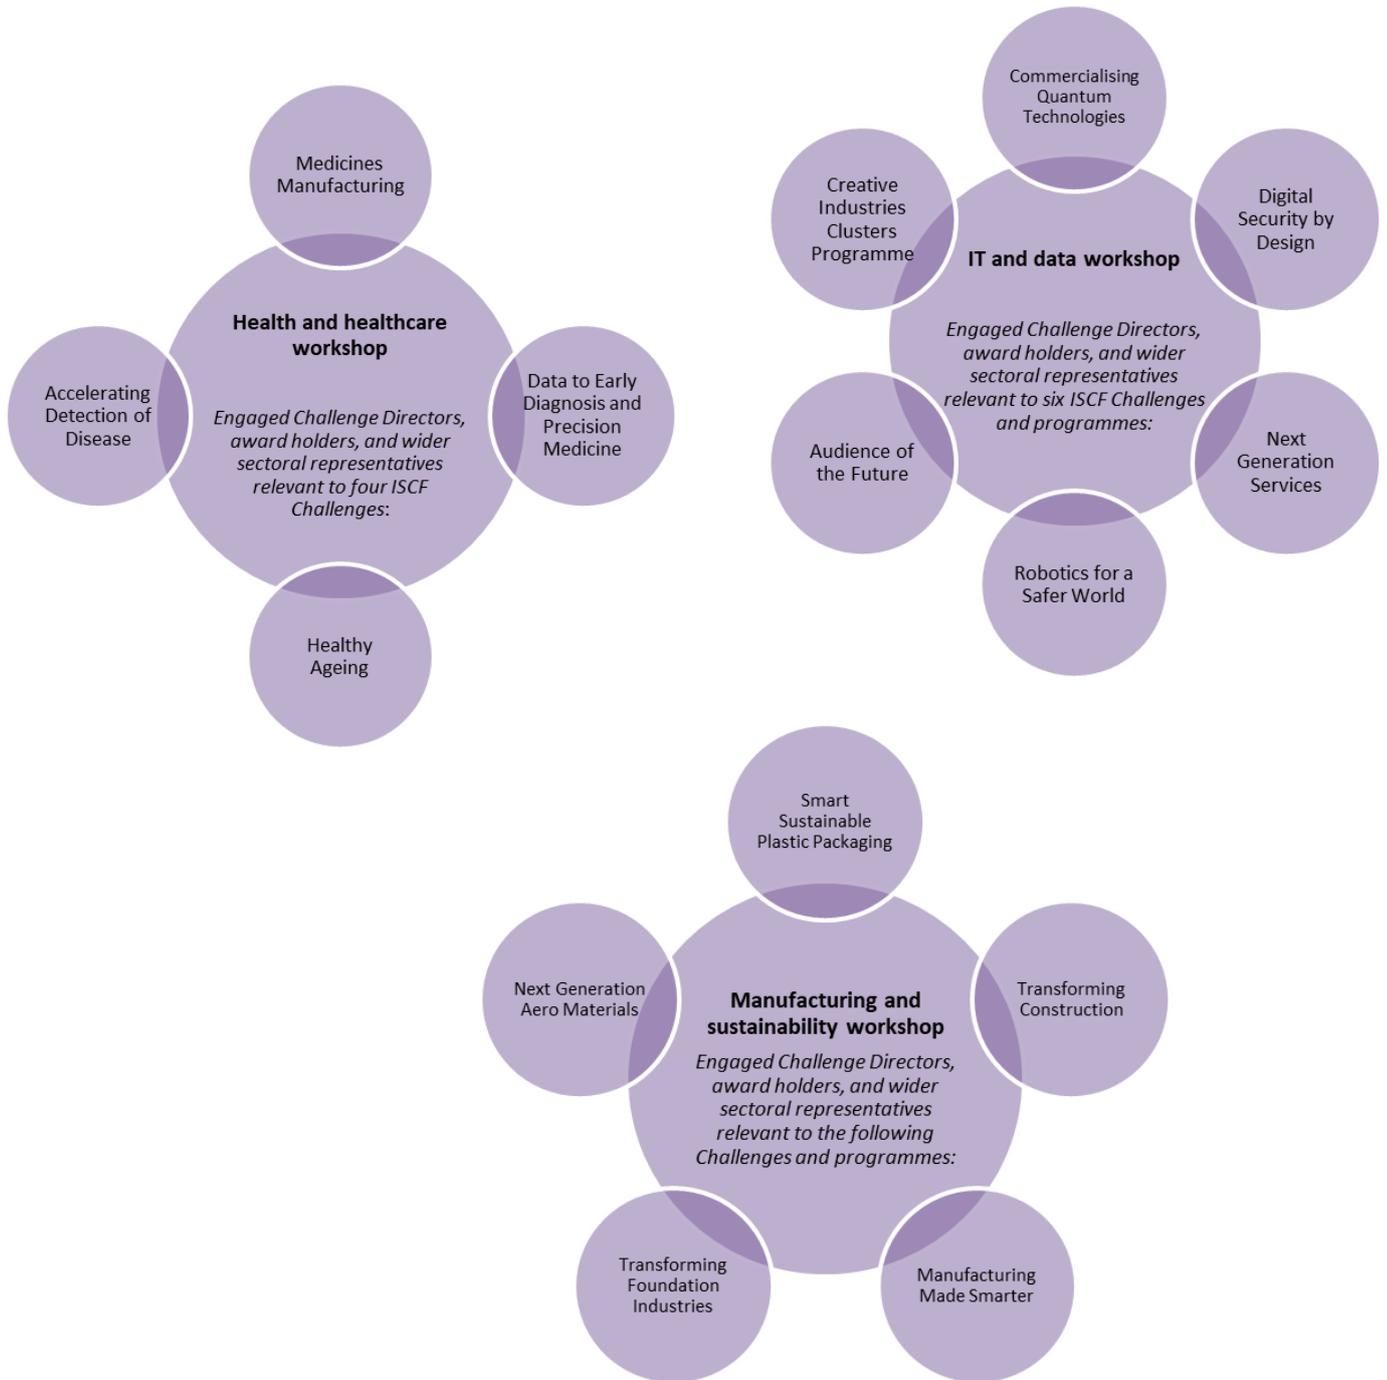 Medicines
Manufacturing
Health and healthcare
workshop
Engaged Challenge Directors,
award holders, and wider
sectoral representatives
relevant to four ISCF
Challenges:
Accelerating
Detection of
Disease
Data to Early
Diagnosis and
Precision
Medicine
Healthy
Ageing
Commercialising
Quantum
Technologies
Creative
Industries
Clusters
Programme
Digital
Security by
Design
IT and data workshop
Engaged Challenge Directors,
award holders, and wider
sectoral representatives
relevant to six ISCF Challenges
and programmes:
Audience of
the Future
Next
Generation
Services
Robotics for a
Safer World
Smart
Sustainable
Plastic Packaging
Next Generation
Aero Materials
Transforming
Construction
Manufacturing and
sustainability workshop
Engaged Challenge Directors,
award holders, and wider
sectoral representatives
relevant to the following
Challenges and programmes:
Transforming
Foundation
Industries
Manufacturing
Made Smarter